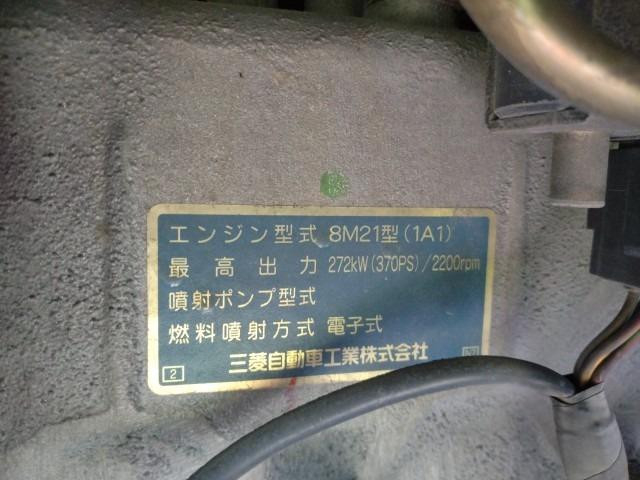 エンジン型式 8M21型(1A1)
最高出力 272kW(370PS)/2200rpm
噴射ポンプ型式
燃料噴射方式 電子式
三菱自動車工業株式会社
2